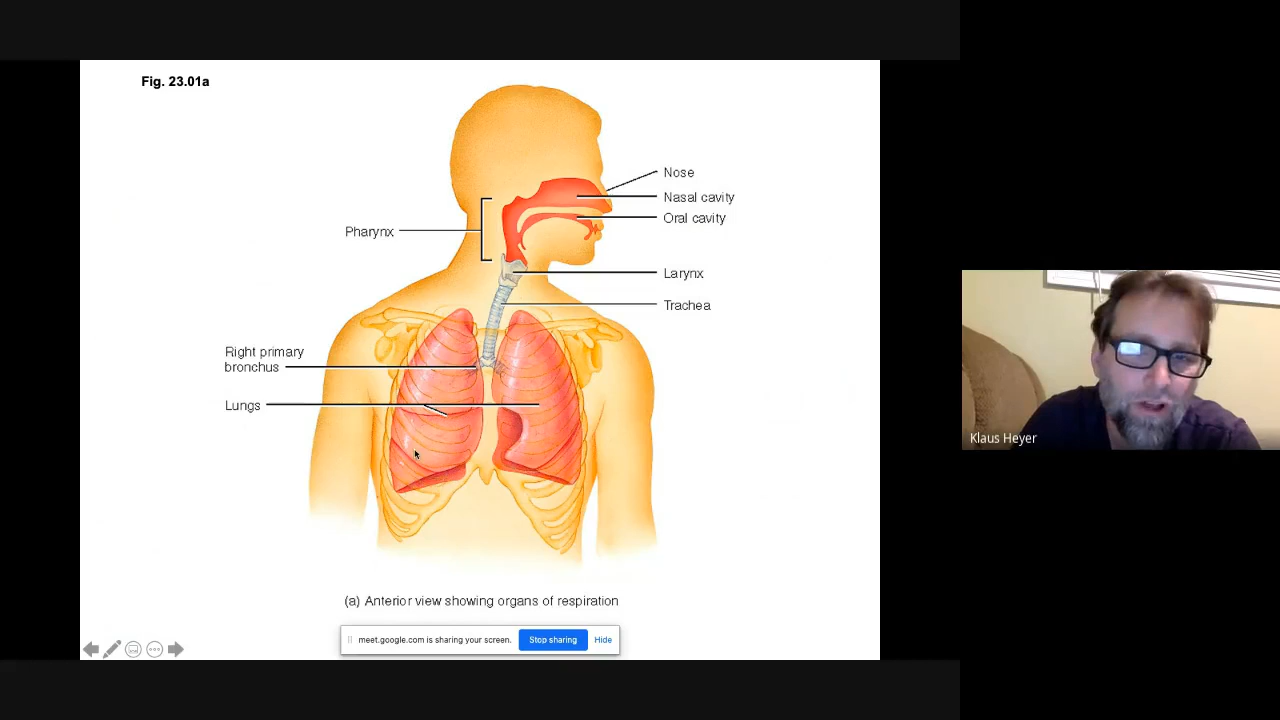 Fig. 23.01a
Nose
Nasal cavity
Oral cavity
Pharynx
Larynx
Trachea
Right primary
bronchus
Lungs
(a) Anterior view showing organs of respiration
meet.google.com is sharing your screen.
Stop sharing
Hide
Klaus Heyer